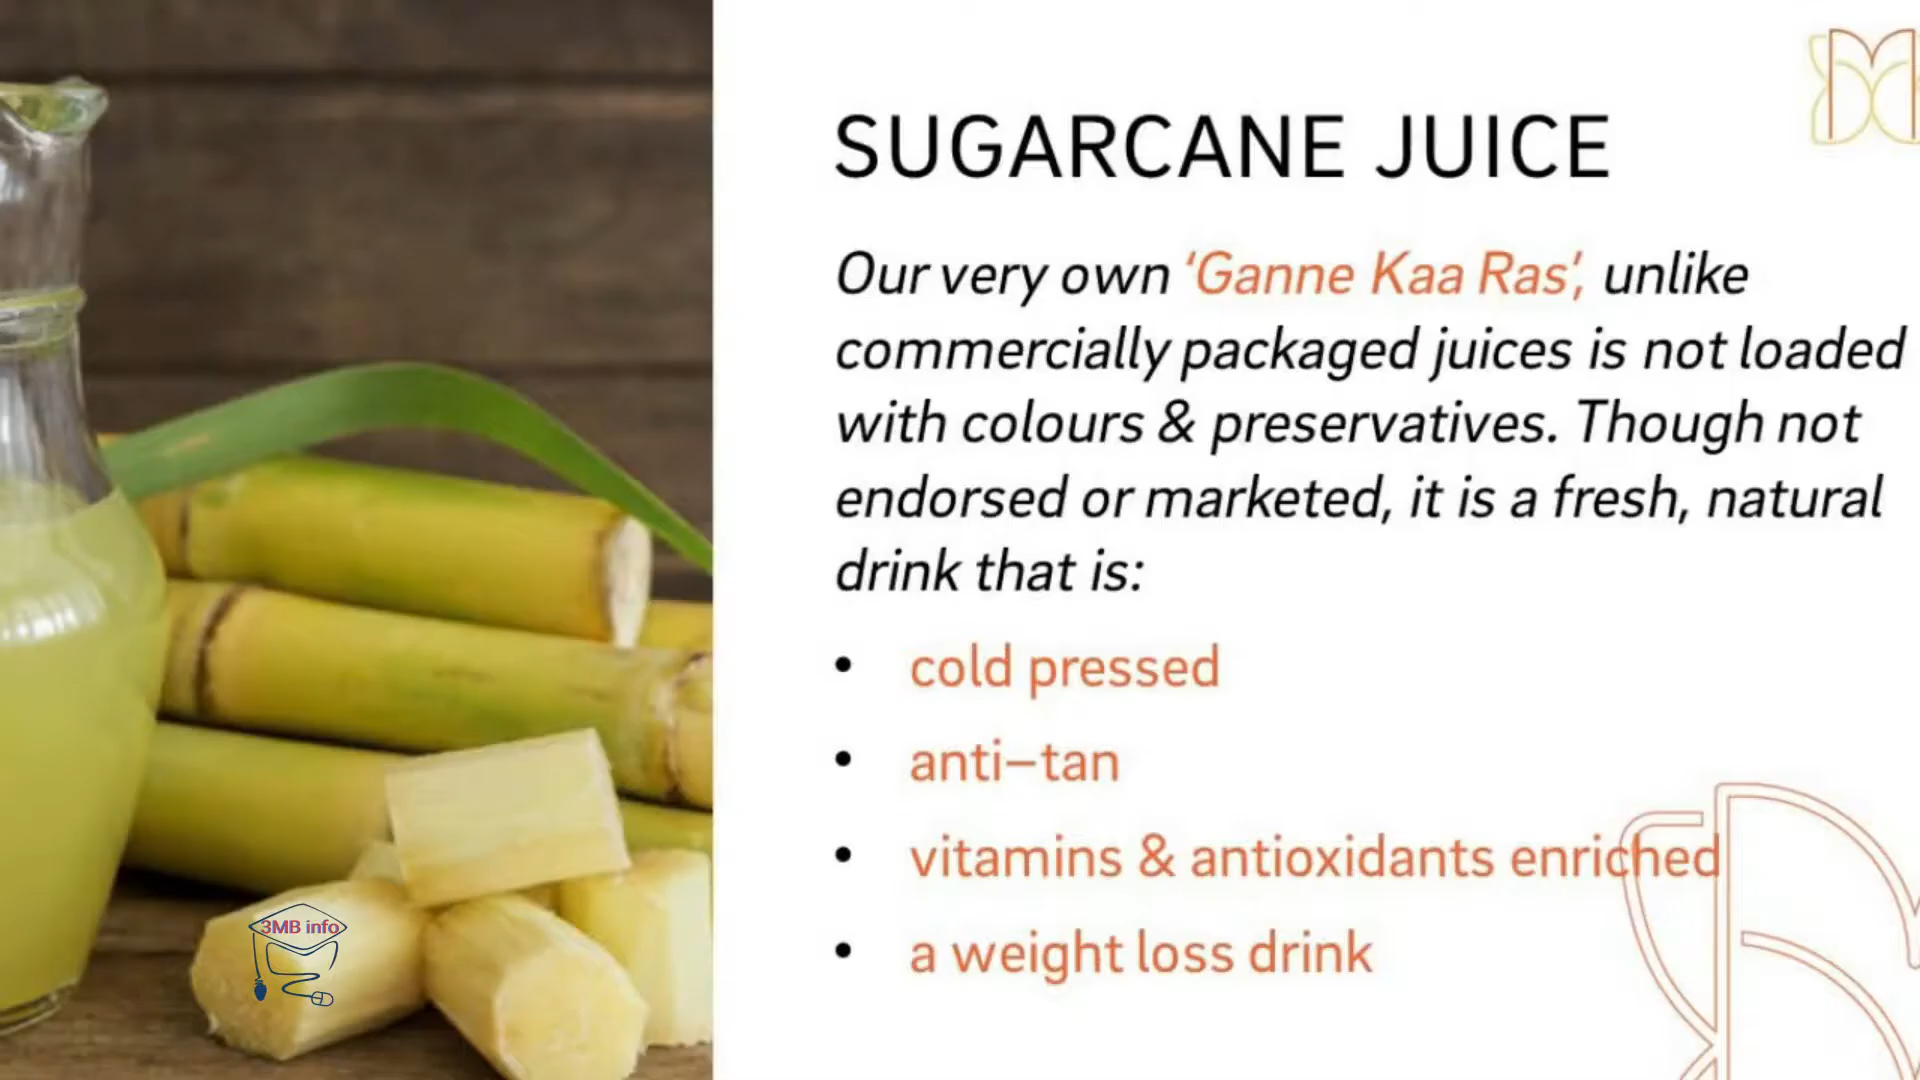 SUGARCANE JUICE
Our very own ‘Ganne Kaa Ras’, unlike
commercially packaged juices is not loaded
with colours & preservatives. Though not
endorsed or marketed, it is a fresh, natural
drink that is:
• cold pressed
• anti–tan
• vitamins & antioxidants enriched
• a weight loss drink
3MB info